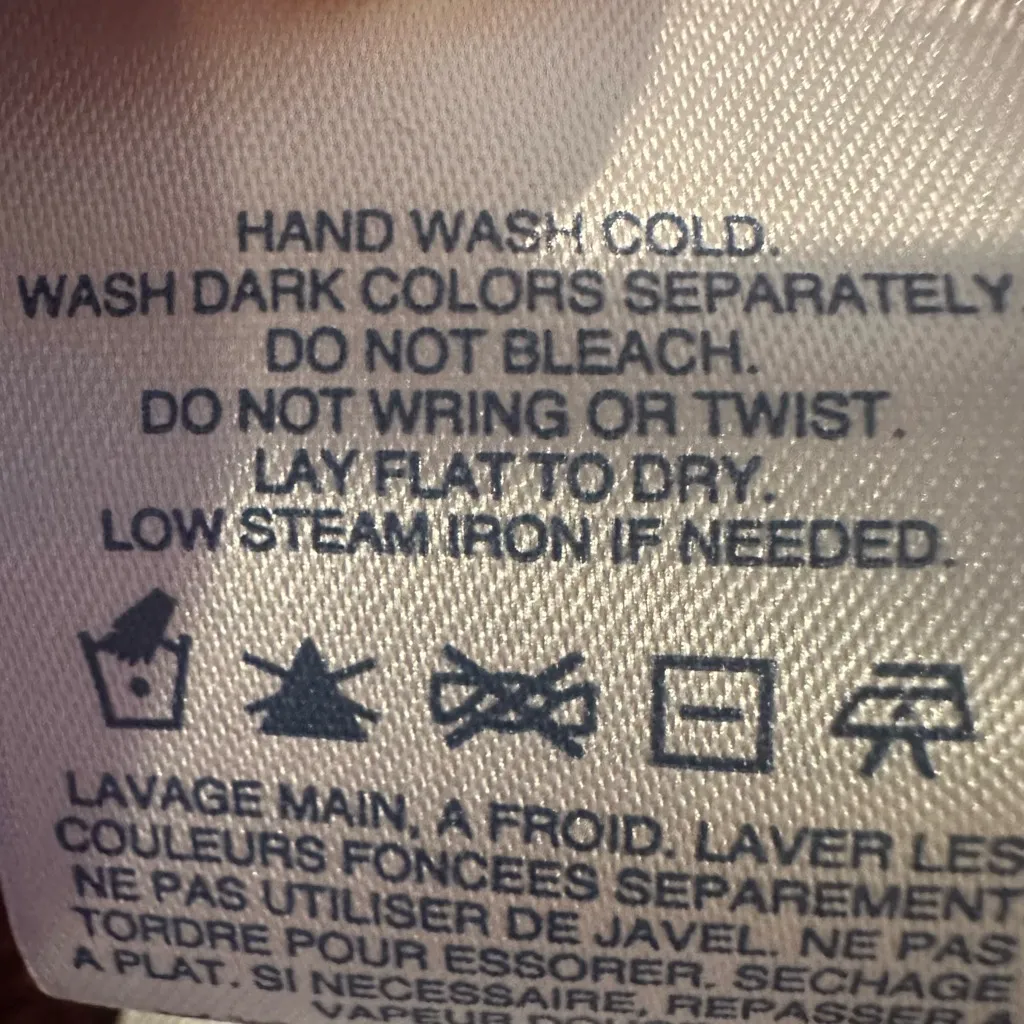 HAND WASH COLD.
WASH DARK COLORS SEPARATELY
DO NOT BLEACH.
DO NOT WRING OR TWIST.
LAY FLAT TO DRY.
LOW STEAM IRON IF NEEDED.
LAVAGE MAIN, A FROID. LAVER LES
COULEURS FONCEES SEPAREMENT
NE PAS UTILISER DE JAVEL. NE PAS
TORDRE POUR ESSORER. SECHAGE
A PLAT. SI NECESSAIRE, REPASSER A
VAPEUR